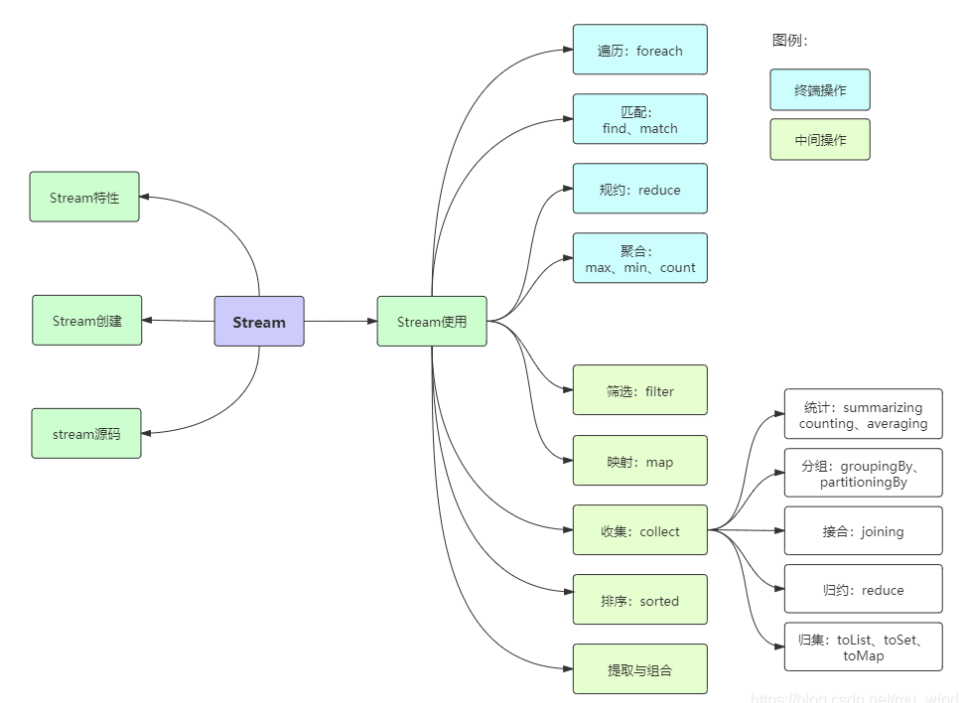 图例：
终端操作
中间操作
遍历：foreach
匹配：
find、match
规约：reduce
聚合：
max、min、count
Stream特性
Stream创建
Stream
stream源码
Stream使用
筛选：filter
映射：map
收集：collect
排序：sorted
提取与组合
统计：summarizing
counting、averaging
分组：groupingBy、
partitioningBy
接合：joining
归约：reduce
归集：toList、toSet、
toMap
https://blog.csdn.net/mu_wind